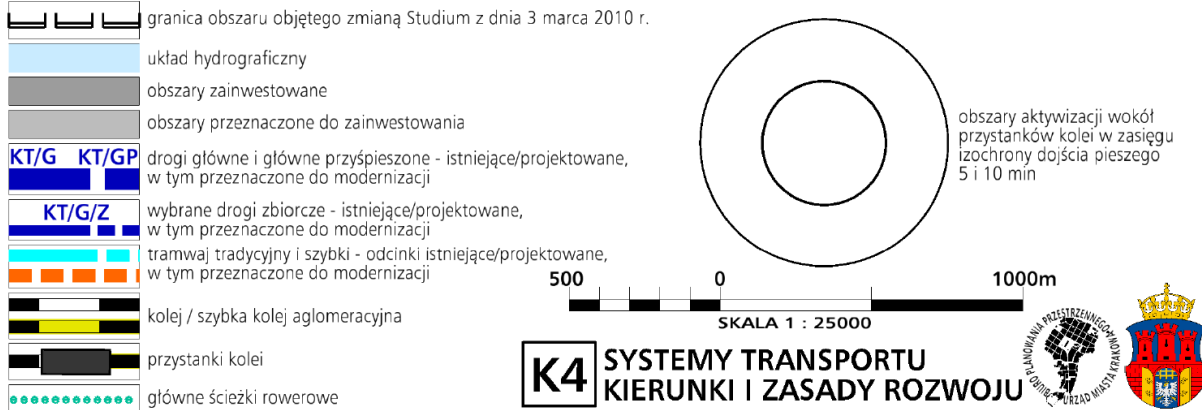 granica obszaru objętego zmianą Studium z dnia 3 marca 2010 r.
układ hydrograficzny
obszary zainwestowane
obszary przeznaczone do zainwestowania
KT/G KT/GP
drogi główne i główne przyśpieszone - istniejące/projektowane,
w tym przeznaczone do modernizacji
KT/G/Z
wybrane drogi zbiorcze - istniejące/projektowane,
w tym przeznaczone do modernizacji
tramwaj tradycyjny i szybki - odcinki istniejące/projektowane,
w tym przeznaczone do modernizacji
kolej / szybka kolej aglomeracyjna
przystanki kolei
główne ścieżki rowerowe
obszary aktywizacji wokół
przystanków kolei w zasięgu
izochrony dojścia pieszego
5 i 10 min
500 0 1000m
SKALA 1 : 25000
K4
SYSTEMY TRANSPORTU
KIERUNKI I ZASADY ROZWOJU
BIURO PLANOWANIA PRZESTRZENNEGO
URZĄD MIASTA KRAKOWA